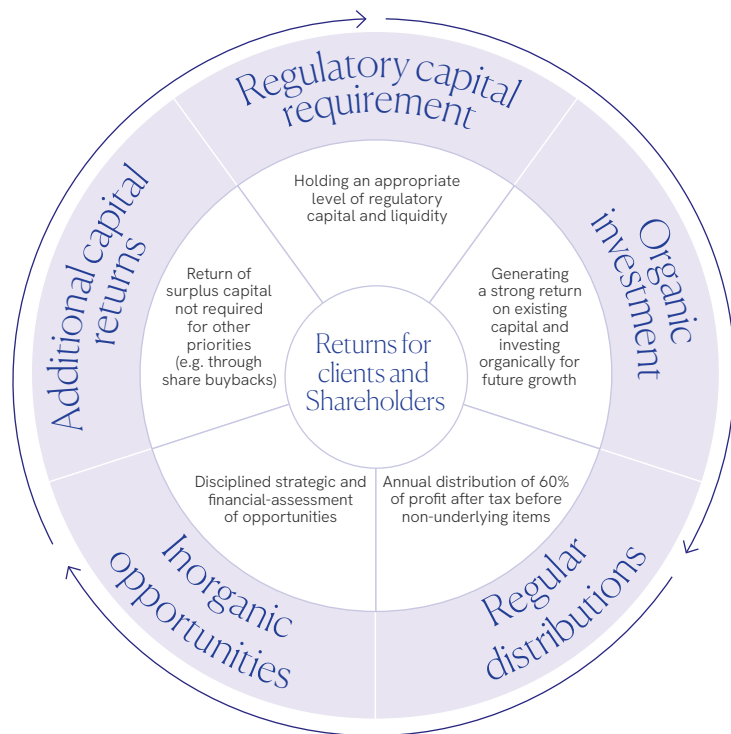 Regulatory capital
requirement
Holding an appropriate
level of regulatory
capital and liquidity
Organic
investment
Generating
a strong return
on existing
capital and
investing
organically for
future growth
Regular
distributions
Annual distribution of 60%
of profit after tax before
non-underlying items
Inorganic
opportunities
Disciplined strategic and
financial-assessment
of opportunities
Additional capital
returns
Return of
surplus capital
not required
for other
priorities
(e.g. through
share buybacks)
Returns for
clients and
Shareholders